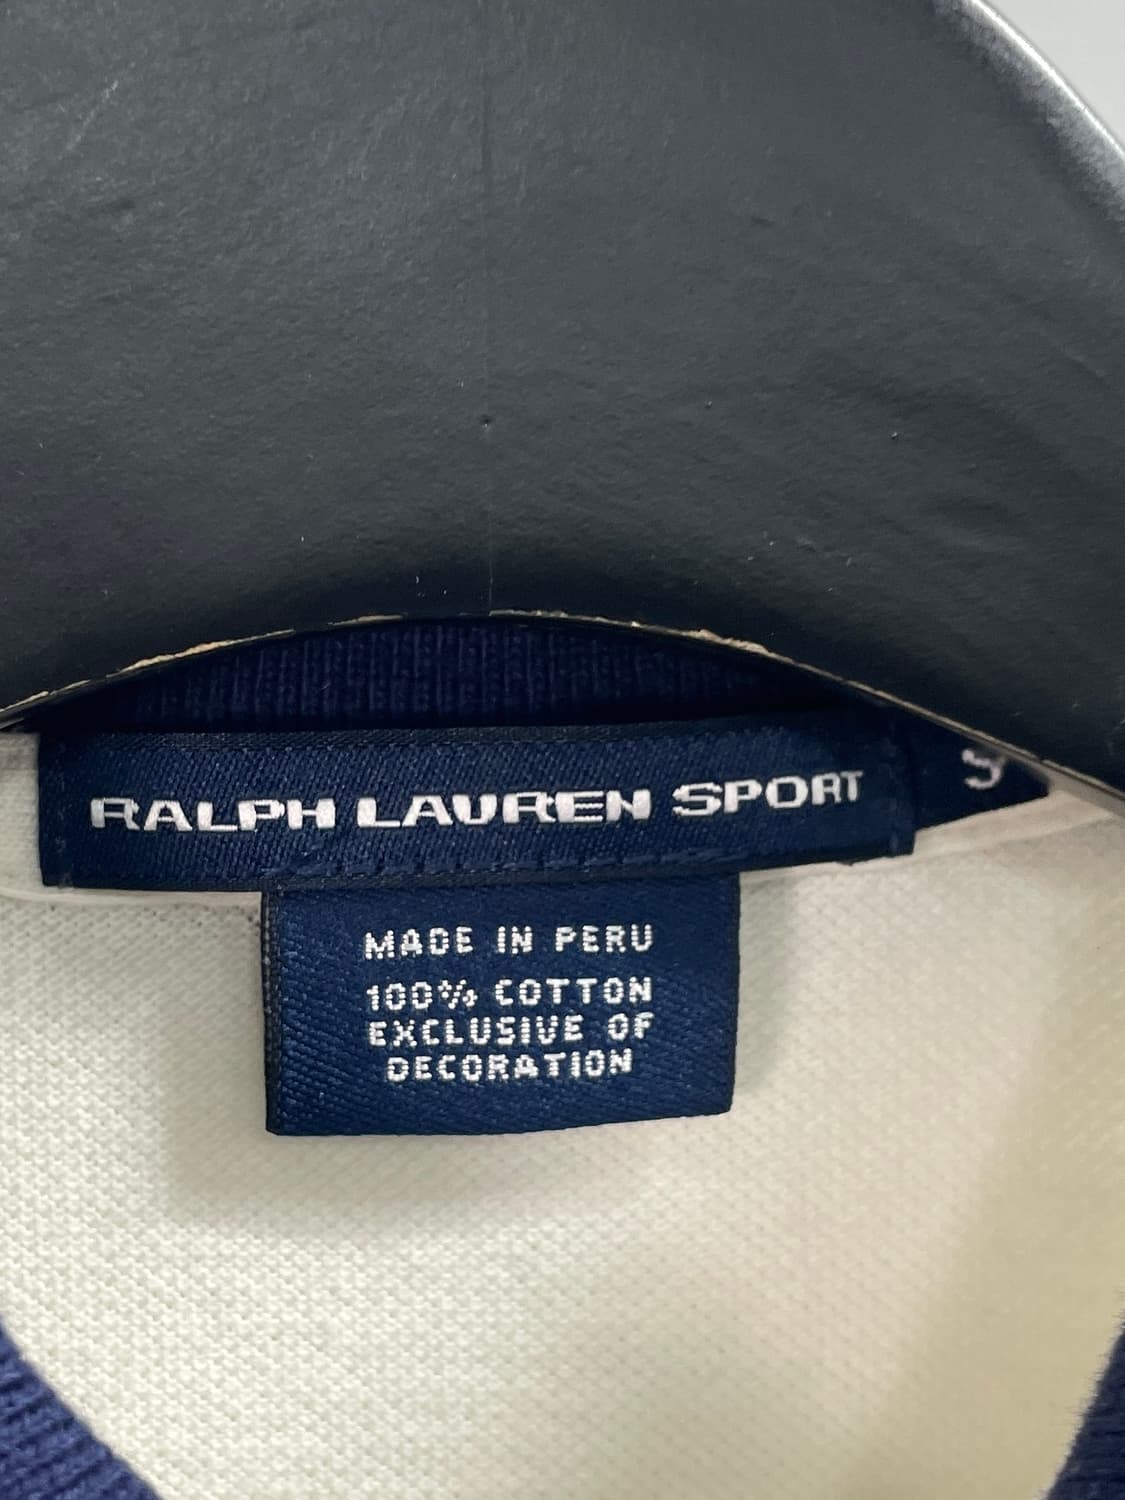 RALPH LAUREN SPORT
S
MADE IN PERU
100% COTTON
EXCLUSIVE OF
DECORATION